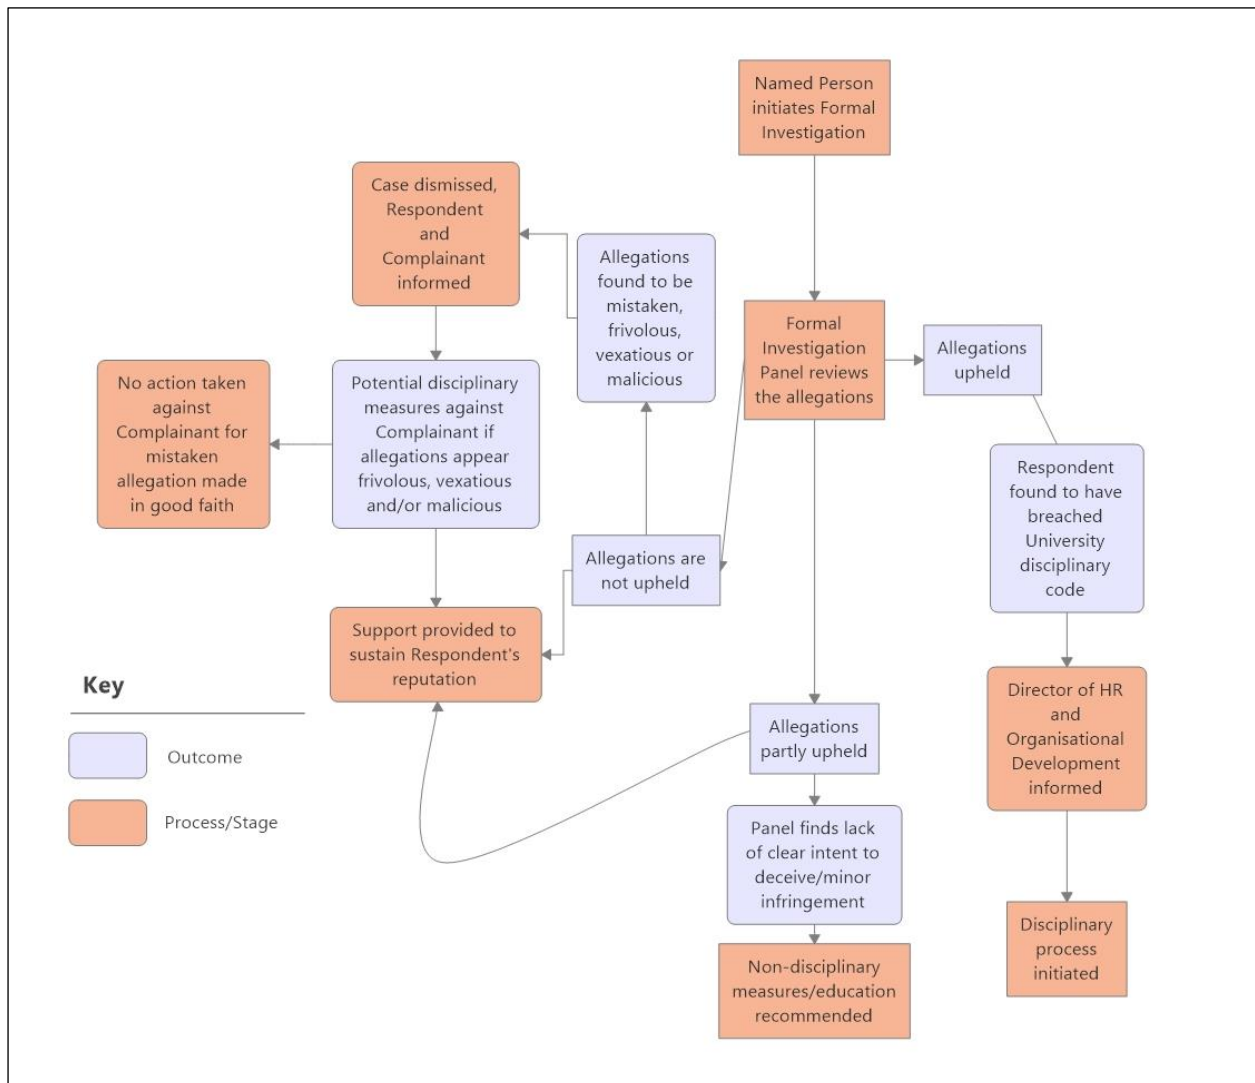 Named Person
initiates Formal
Investigation
Case dismissed,
Respondent
and
Complainant
informed
Allegations
found to be
mistaken,
frivolous,
vexatious or
malicious
Formal
Investigation
Panel reviews
the allegations
Allegations
upheld
No action taken
against
Complainant for
mistaken
allegation made
in good faith
Potential disciplinary
measures against
Complainant if
allegations appear
frivolous, vexatious
and/or malicious
Respondent
found to have
breached
University
disciplinary
code
Allegations are
not upheld
Support provided to
sustain Respondent's
reputation
Key
Outcome
Process/Stage
Allegations
partly upheld
Director of HR
and
Organisational
Development
informed
Panel finds lack
of clear intent to
deceive/minor
infringement
Disciplinary
process
initiated
Non-disciplinary
measures/education
recommended